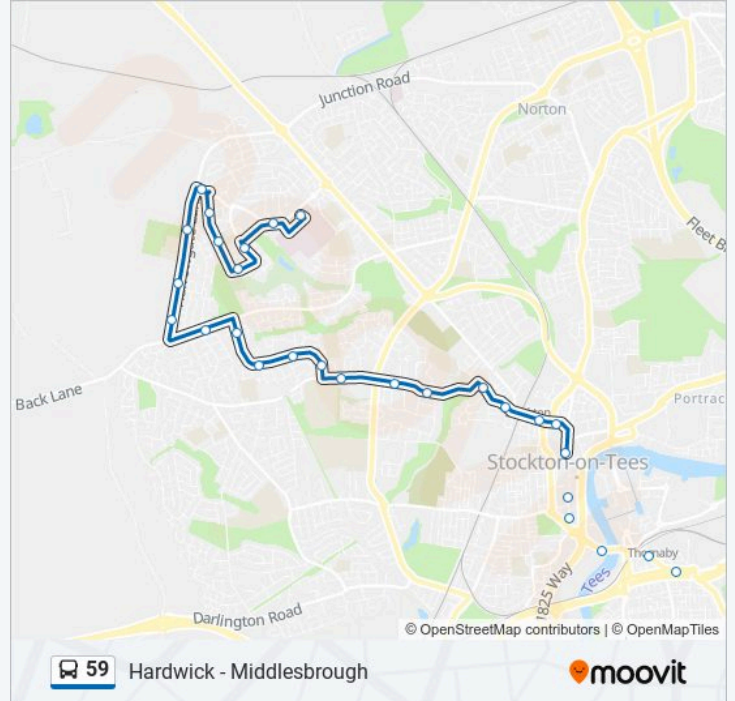 Junction Road
Norton
Fleet B
Back Lane
Portrac
Stockton-on-Tees
Thornaby
Tees
1825 Way
Darlington Road
© OpenStreetMap contributors | © OpenMapTiles
59 Hardwick - Middlesbrough
moovit